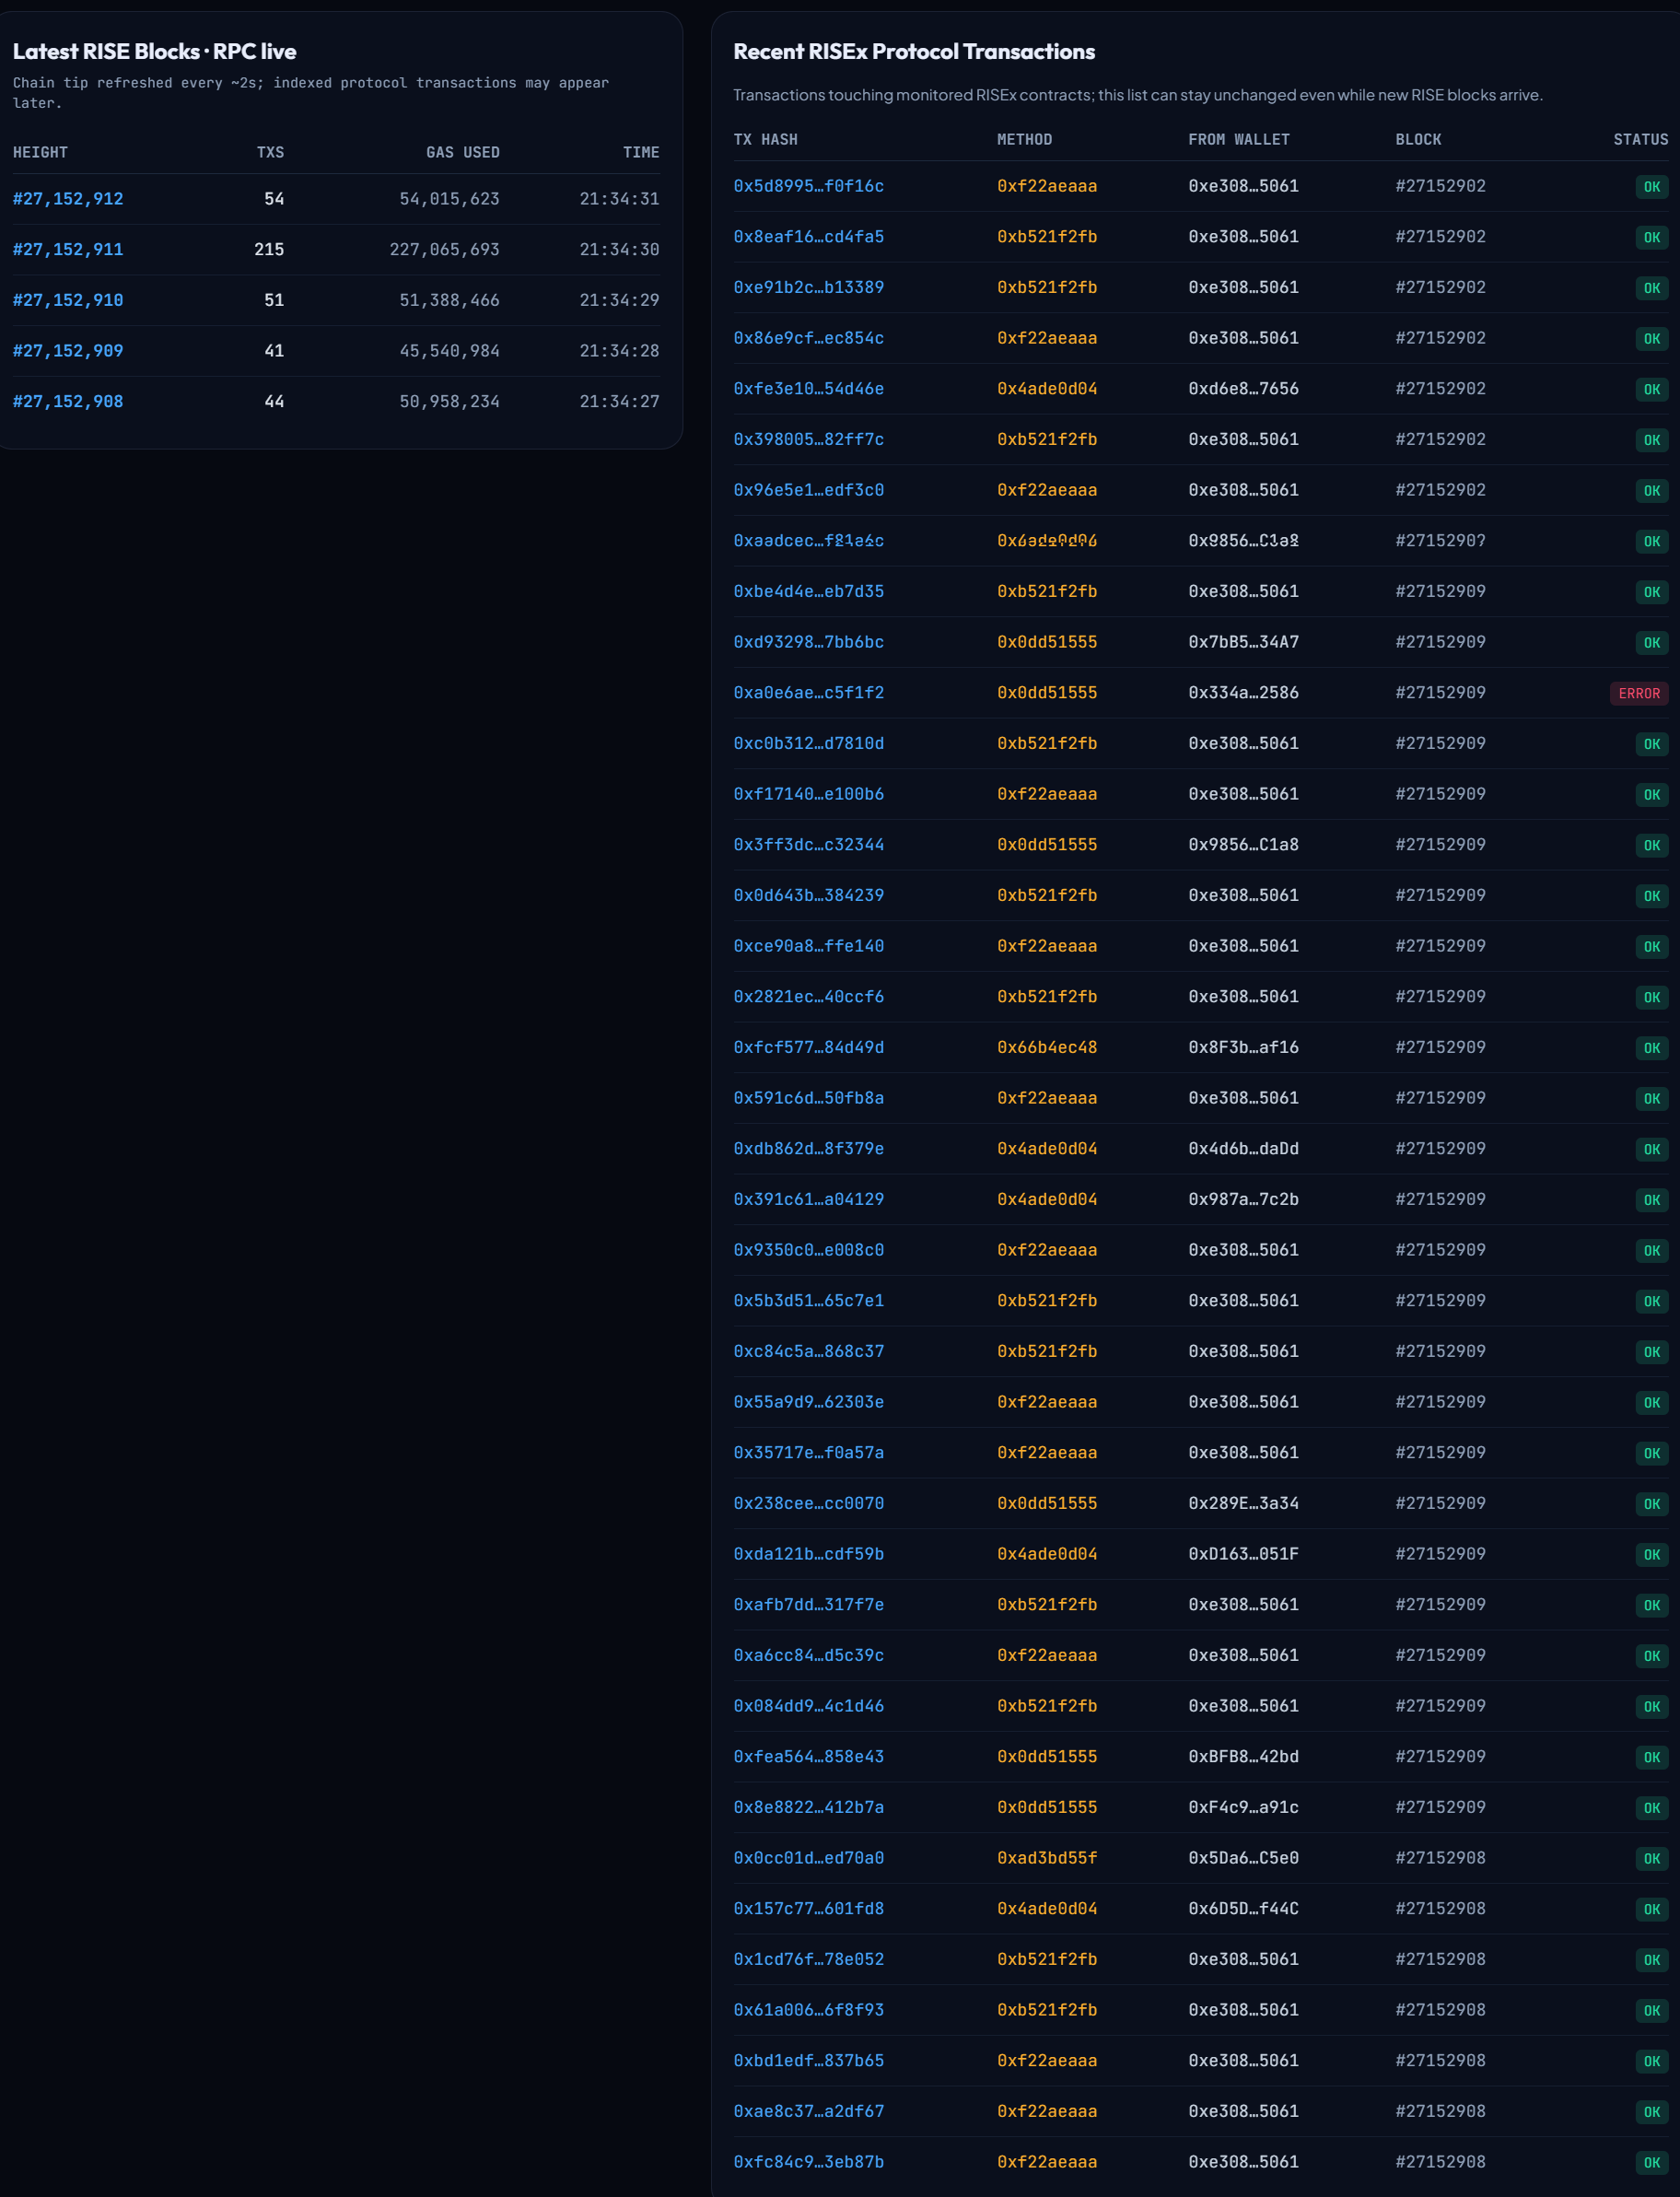 Latest RISE Blocks · RPC live
Chain tip refreshed every ~2s; indexed protocol transactions may appear
later.
HEIGHT TXS GAS USED TIME
#27,152,912 54 54,015,623 21:34:31
#27,152,911 215 227,065,693 21:34:30
#27,152,910 51 51,388,466 21:34:29
#27,152,909 41 45,540,984 21:34:28
#27,152,908 44 50,958,234 21:34:27
Recent RISEx Protocol Transactions
Transactions touching monitored RISEx contracts; this list can stay unchanged even while new RISE blocks arrive.
TX HASH METHOD FROM WALLET BLOCK STATUS
0x5d8995…f0f16c 0xf22aeaaa 0xe308…5061 #27152902 OK
0x8eaf16…cd4fa5 0xb521f2fb 0xe308…5061 #27152902 OK
0xe91b2c…b13389 0xb521f2fb 0xe308…5061 #27152902 OK
0x86e9cf…ec854c 0xf22aeaaa 0xe308…5061 #27152902 OK
0xfe3e10…54d46e 0x4ade0d04 0xd6e8…7656 #27152902 OK
0x398005…82ff7c 0xb521f2fb 0xe308…5061 #27152902 OK
0x96e5e1…edf3c0 0xf22aeaaa 0xe308…5061 #27152902 OK
#27152909 OK
0xbe4d4e…eb7d35 0xb521f2fb 0xe308…5061 #27152909 OK
0xd93298…7bb6bc 0x0dd51555 0x7bB5…34A7 #27152909 OK
0xa0e6ae…c5f1f2 0x0dd51555 0x334a…2586 #27152909 ERROR
0xc0b312…d7810d 0xb521f2fb 0xe308…5061 #27152909 OK
0xf17140…e100b6 0xf22aeaaa 0xe308…5061 #27152909 OK
0x3ff3dc…c32344 0x0dd51555 0x9856…C1a8 #27152909 OK
0x0d643b…384239 0xb521f2fb 0xe308…5061 #27152909 OK
0xce90a8…ffe140 0xf22aeaaa 0xe308…5061 #27152909 OK
0x2821ec…40ccf6 0xb521f2fb 0xe308…5061 #27152909 OK
0xfcf577…84d49d 0x66b4ec48 0x8F3b…af16 #27152909 OK
0x591c6d…50fb8a 0xf22aeaaa 0xe308…5061 #27152909 OK
0xdb862d…8f379e 0x4ade0d04 0x4d6b…daDd #27152909 OK
0x391c61…a04129 0x4ade0d04 0x987a…7c2b #27152909 OK
0x9350c0…e008c0 0xf22aeaaa 0xe308…5061 #27152909 OK
0x5b3d51…65c7e1 0xb521f2fb 0xe308…5061 #27152909 OK
0xc84c5a…868c37 0xb521f2fb 0xe308…5061 #27152909 OK
0x55a9d9…62303e 0xf22aeaaa 0xe308…5061 #27152909 OK
0x35717e…f0a57a 0xf22aeaaa 0xe308…5061 #27152909 OK
0x238cee…cc0070 0x0dd51555 0x289E…3a34 #27152909 OK
0xda121b…cdf59b 0x4ade0d04 0xD163…051F #27152909 OK
0xafb7dd…317f7e 0xb521f2fb 0xe308…5061 #27152909 OK
0xa6cc84…d5c39c 0xf22aeaaa 0xe308…5061 #27152909 OK
0x084dd9…4c1d46 0xb521f2fb 0xe308…5061 #27152909 OK
0xfea564…858e43 0x0dd51555 0xBFB8…42bd #27152909 OK
0x8e8822…412b7a 0x0dd51555 0xF4c9…a91c #27152909 OK
0x0cc01d…ed70a0 0xad3bd55f 0x5Da6…C5e0 #27152908 OK
0x157c77…601fd8 0x4ade0d04 0x6D5D…f44C #27152908 OK
0x1cd76f…78e052 0xb521f2fb 0xe308…5061 #27152908 OK
0x61a006…6f8f93 0xb521f2fb 0xe308…5061 #27152908 OK
0xbd1edf…837b65 0xf22aeaaa 0xe308…5061 #27152908 OK
0xae8c37…a2df67 0xf22aeaaa 0xe308…5061 #27152908 OK
0xfc84c9…3eb87b 0xf22aeaaa 0xe308…5061 #27152908 OK